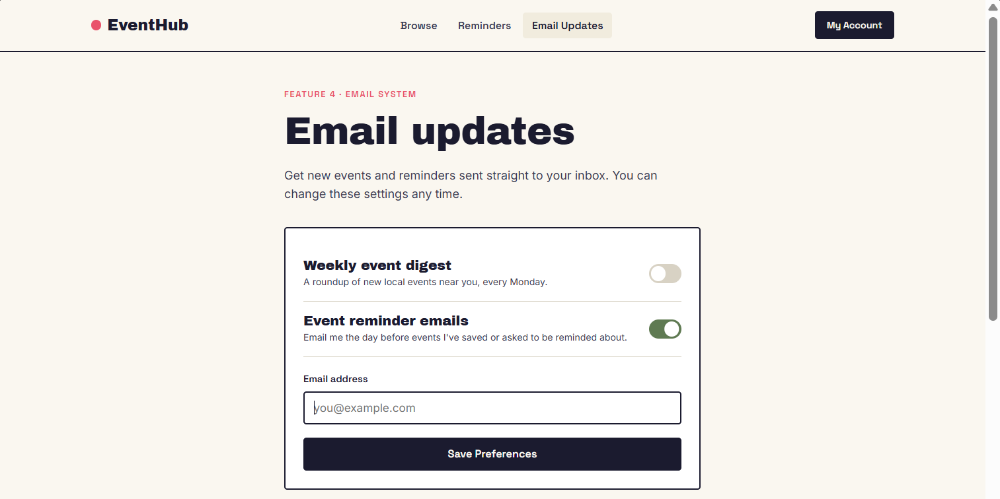 EventHub
Browse
Reminders
Email Updates
My Account
FEATURE 4 · EMAIL SYSTEM
Email updates
Get new events and reminders sent straight to your inbox. You can
change these settings any time.
Weekly event digest
A roundup of new local events near you, every Monday.
Event reminder emails
Email me the day before events I've saved or asked to be reminded about.
Email address
you@example.com
Save Preferences